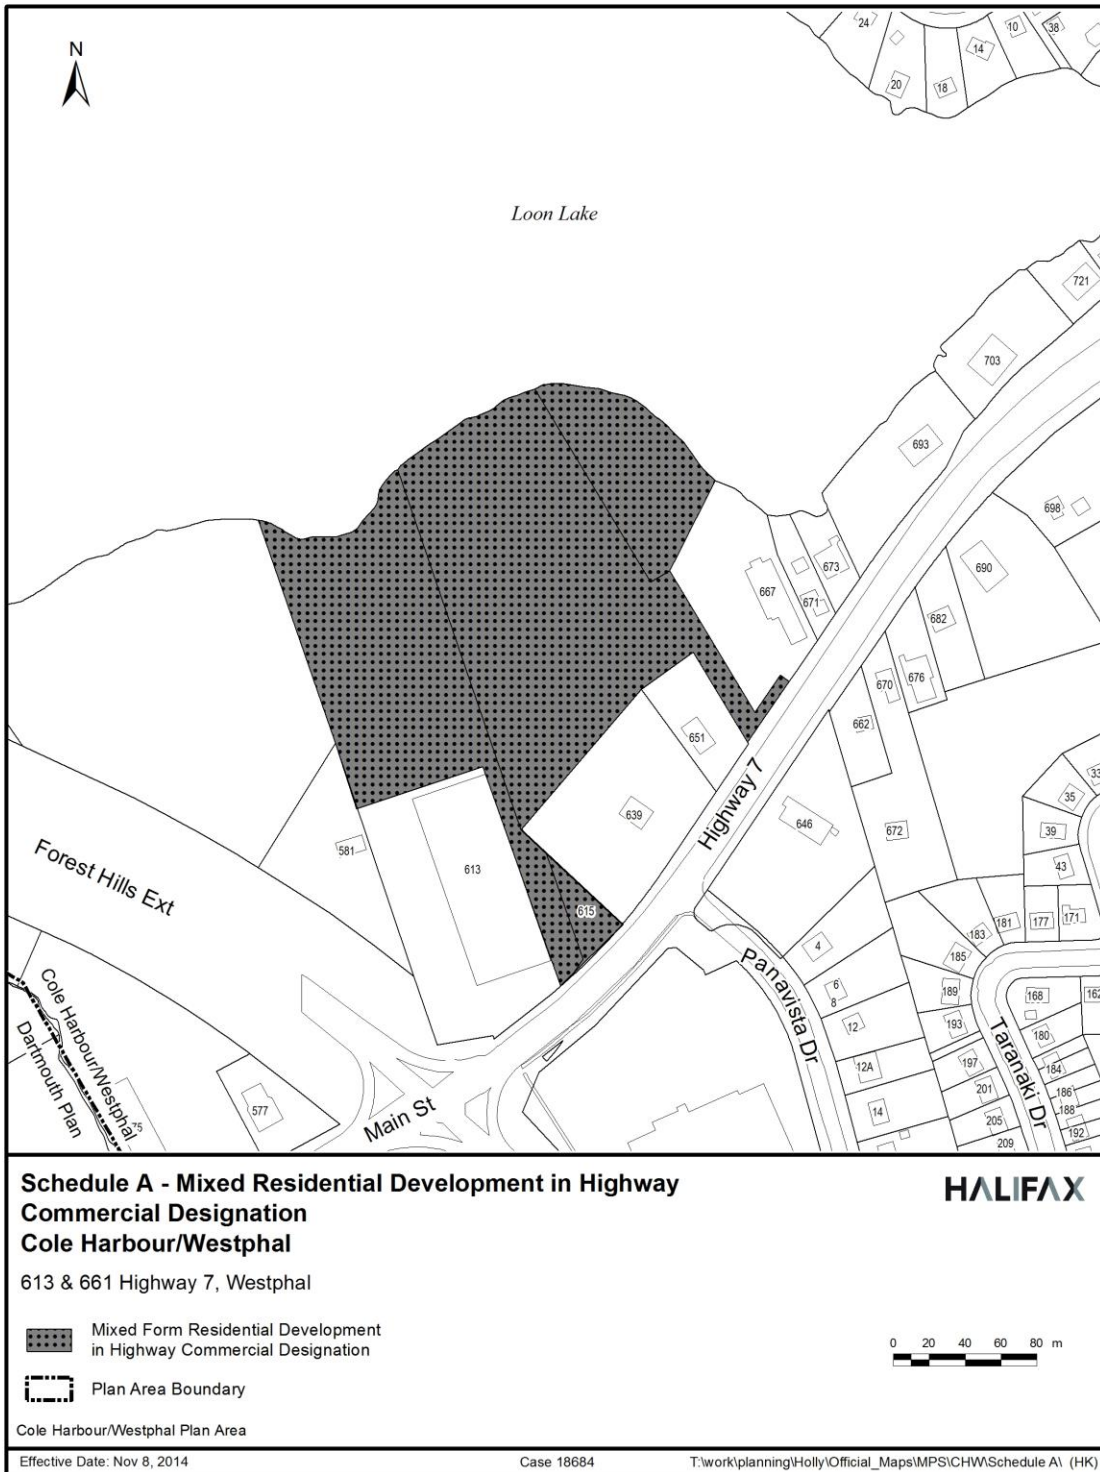 24
10
38
14
20
18
N
Loon Lake
721
703
693
698
690
673
667
671
682
676
670
662
651
33
35
39
43
646
672
639
581
613
Forest Hills Ext
Highway 7
615
183
181
177
171
185
4
189
168
162
6
8
193
12
180
Cole Harbour/Westphal
Dartmouth Plan
Panavista Dr
Taranaki Dr
12A
197
184
201
186
188
14
205
192
209
577
75
Main St
Schedule A - Mixed Residential Development in Highway
Commercial Designation
Cole Harbour/Westphal
HALIFAX
613 & 661 Highway 7, Westphal
Mixed Form Residential Development
in Highway Commercial Designation
0 20 40 60 80 m
Plan Area Boundary
Cole Harbour/Westphal Plan Area
Effective Date: Nov 8, 2014
Case 18684
T:\work\planning\Holly\Official_Maps\MPS\CHW\Schedule A\ (HK)